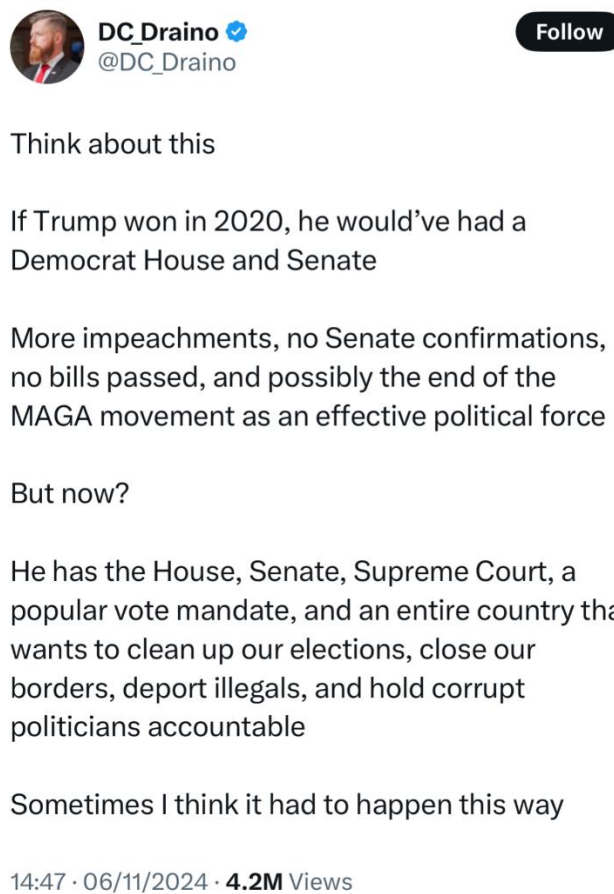 DC_Draino
@DC_Draino
Follow
Think about this
If Trump won in 2020, he would’ve had a
Democrat House and Senate
More impeachments, no Senate confirmations,
no bills passed, and possibly the end of the
MAGA movement as an effective political force
But now?
He has the House, Senate, Supreme Court, a
popular vote mandate, and an entire country tha
wants to clean up our elections, close our
borders, deport illegals, and hold corrupt
politicians accountable
Sometimes I think it had to happen this way
14:47 · 06/11/2024 · 4.2M Views